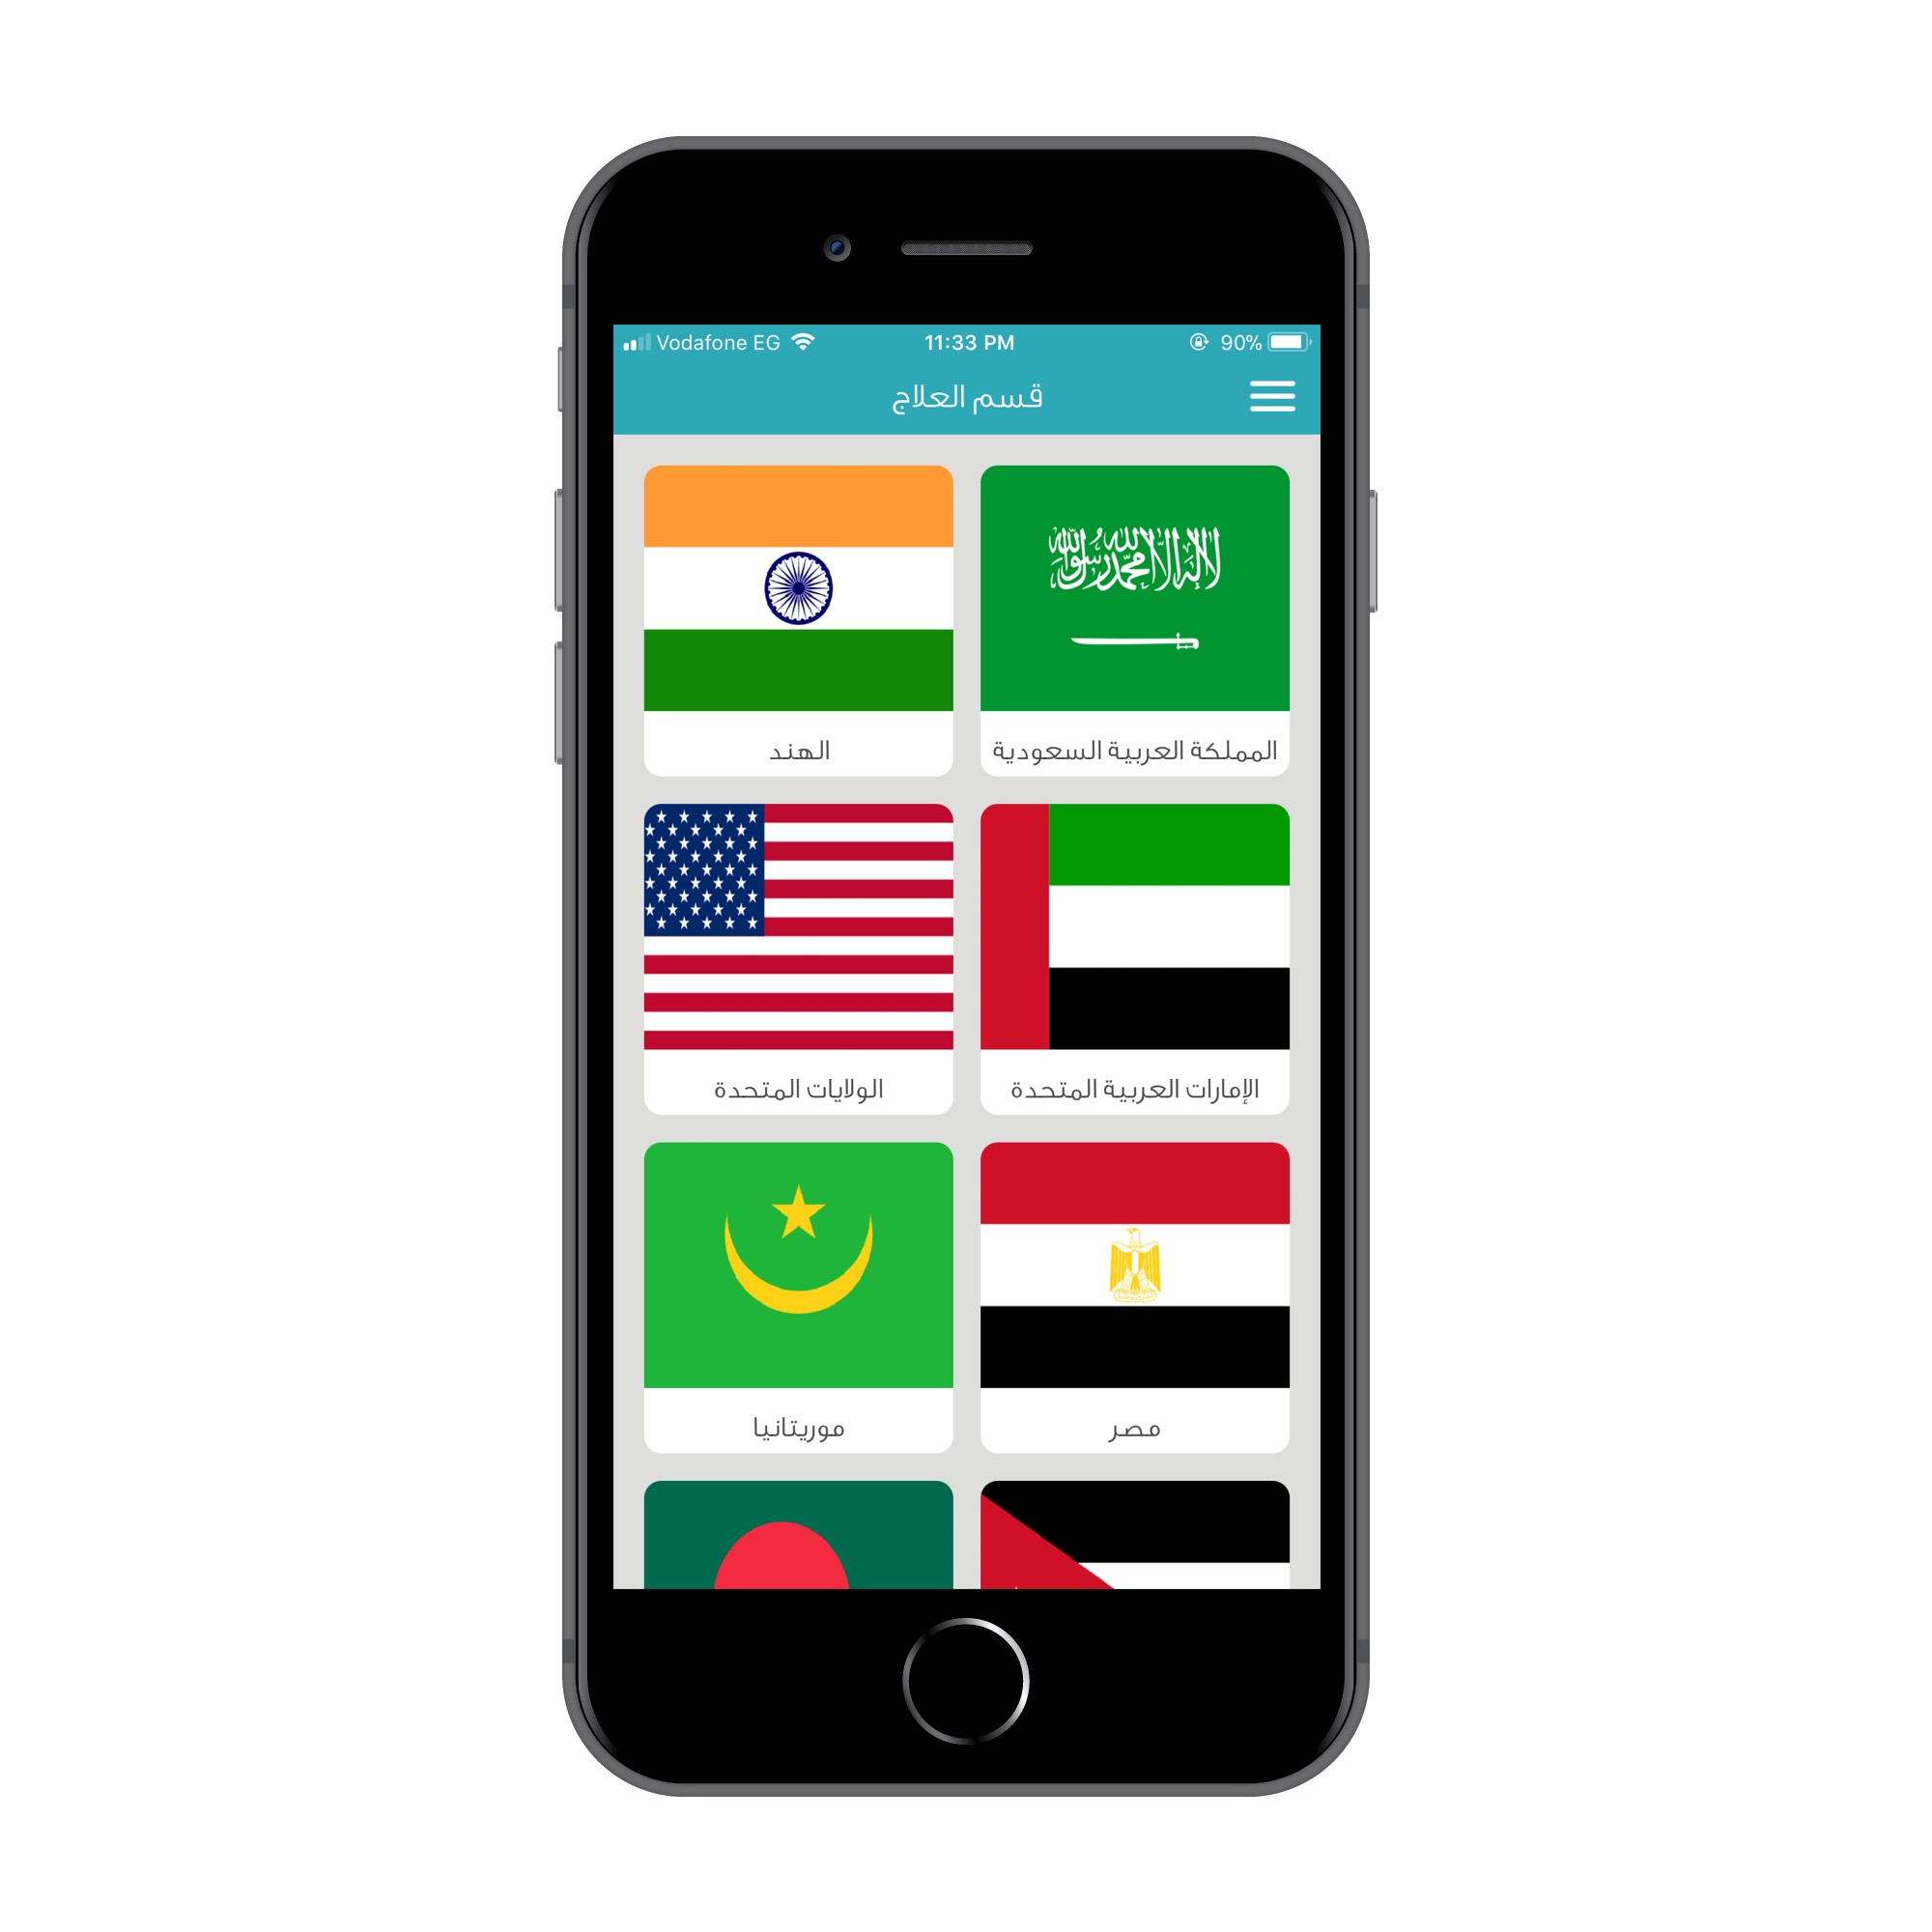 Vodafone EG 11:33 PM 90%
قسم العلاج
لا إله إلا الله محمد رسول الله
المملكة العربية السعودية
الهند
الإمارات العربية المتحدة
الولايات المتحدة
مصر
موريتانيا